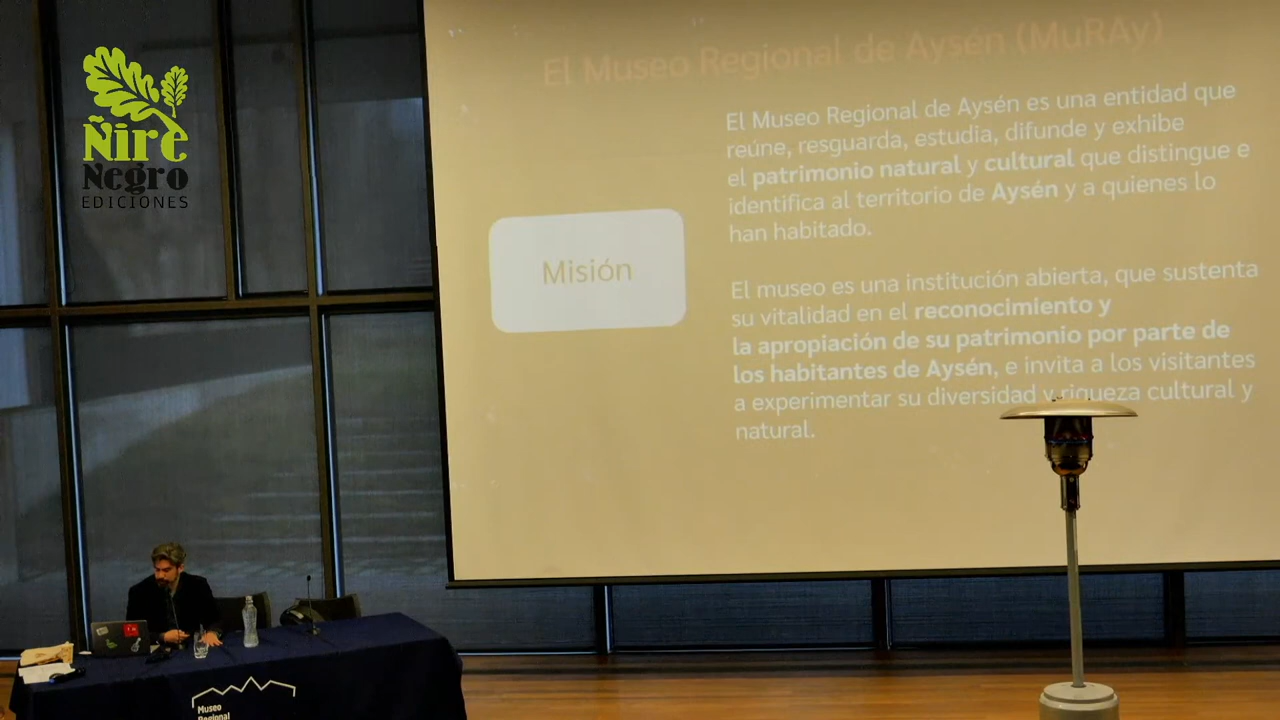 Ñire
Negro
EDICIONES
El Museo Regional de Aysén (MuRAy)
El Museo Regional de Aysén es una entidad que
reúne, resguarda, estudia, difunde y exhibe
el patrimonio natural y cultural que distingue e
identifica al territorio de Aysén y a quienes lo
han habitado.
Misión
El museo es una institución abierta, que sustenta
su vitalidad en el reconocimiento y
la apropiación de su patrimonio por parte de
los habitantes de Aysén, e invita a los visitantes
a experimentar su diversidad y riqueza cultural y
natural.
Museo
Regional